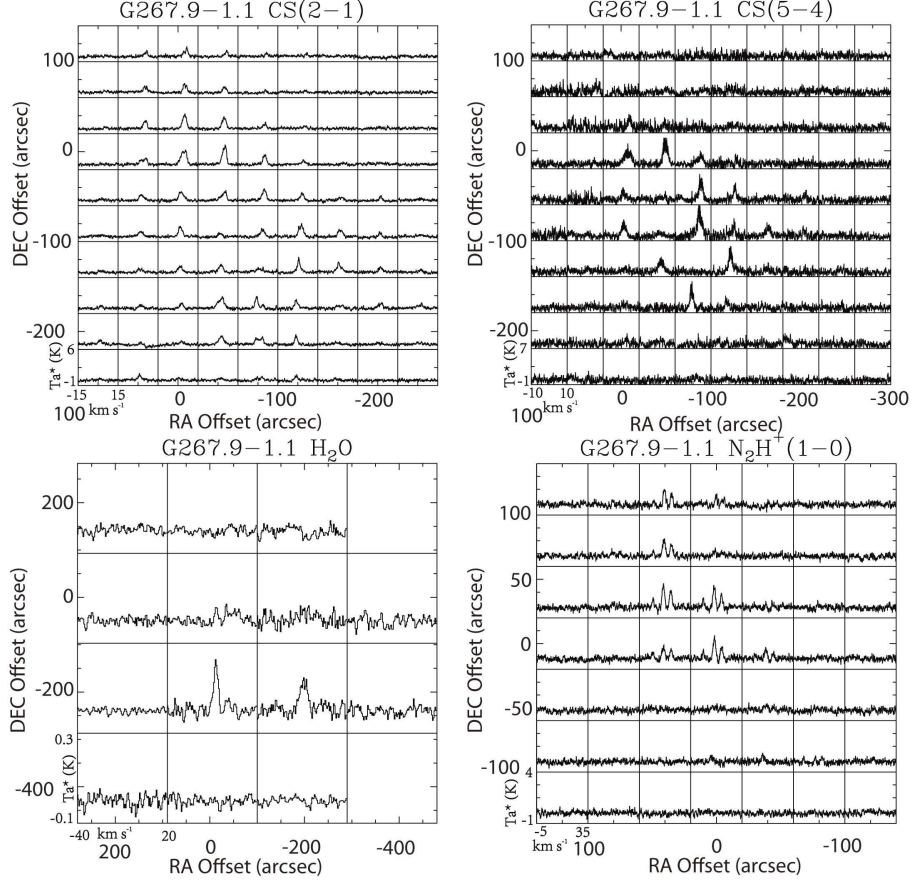 G267.9−1.1 CS(2−1)
DEC Offset (arcsec)
100
0
-100
-200
6
Ta* (K)
-1
-15 15
km s⁻¹
100 0 -100 -200
RA Offset (arcsec)
G267.9−1.1 CS(5−4)
DEC Offset (arcsec)
100
0
-100
-200
7
Ta* (K)
-1
-10 10
km s⁻¹
100 0 -100 -200 -300
RA Offset (arcsec)
G267.9−1.1 H₂O
DEC Offset (arcsec)
200
0
-200
-400
0.3
Ta* (K)
-0.1
-40 km s⁻¹ 20
200 0 -200 -400
RA Offset (arcsec)
G267.9−1.1 N₂H⁺(1−0)
DEC Offset (arcsec)
100
50
0
-50
-100
4
Ta* (K)
-1
-5 35
km s⁻¹
100 0 -100
RA Offset (arcsec)